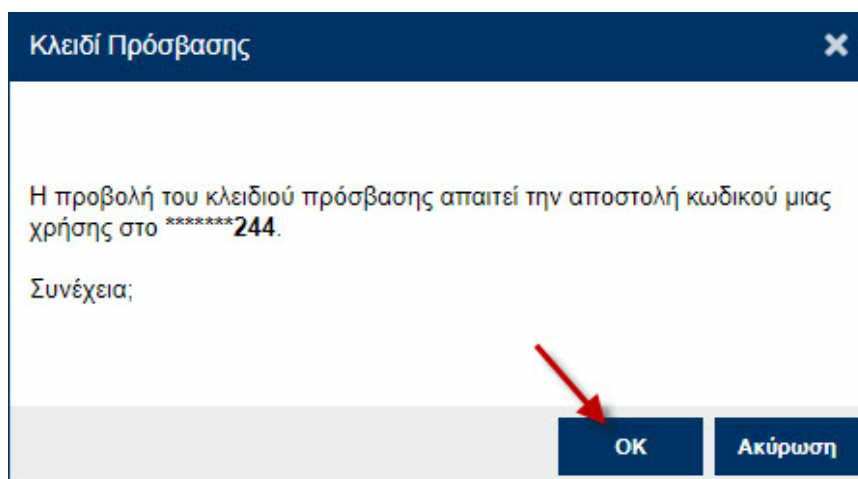 Κλειδί Πρόσβασης
Η προβολή του κλειδιού πρόσβασης απαιτεί την αποστολή κωδικού μιας
χρήσης στο *******244.
Συνέχεια;
OK Ακύρωση